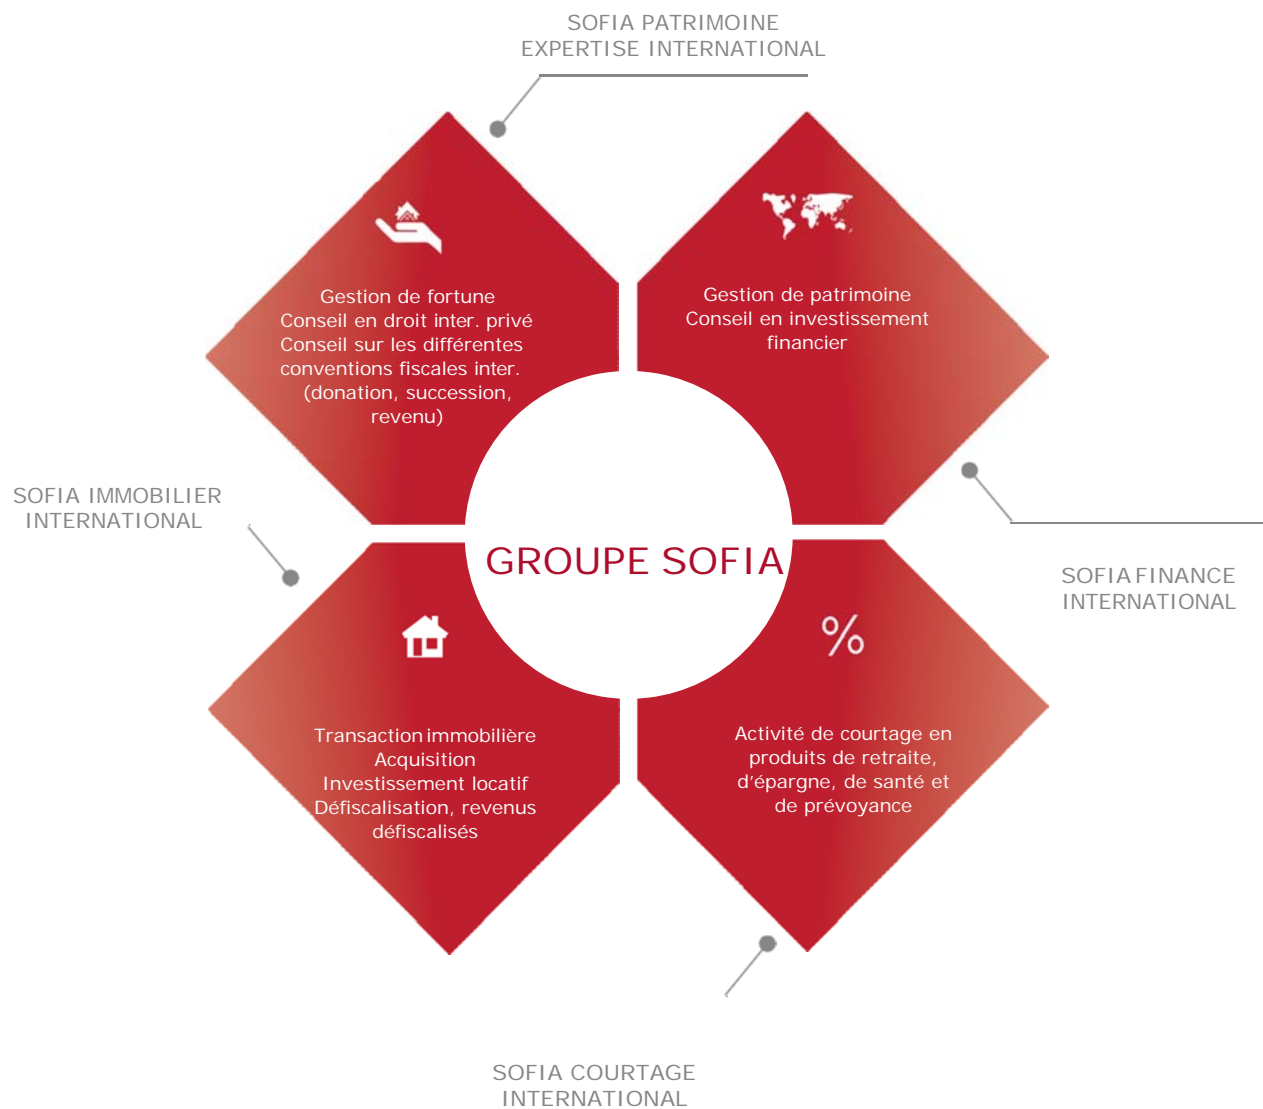 SOFIA PATRIMOINE
EXPERTISE INTERNATIONAL
Gestion de fortune
Conseil en droit inter. privé
Conseil sur les différentes
conventions fiscales inter.
(donation, succession,
revenu)
Gestion de patrimoine
Conseil en investissement
financier
SOFIA IMMOBILIER
INTERNATIONAL
GROUPE SOFIA
SOFIA FINANCE
INTERNATIONAL
%
Transaction immobilière
Acquisition
Investissement locatif
Défiscalisation, revenus
défiscalisés
Activité de courtage en
produits de retraite,
d'épargne, de santé et
de prévoyance
SOFIA COURTAGE
INTERNATIONAL